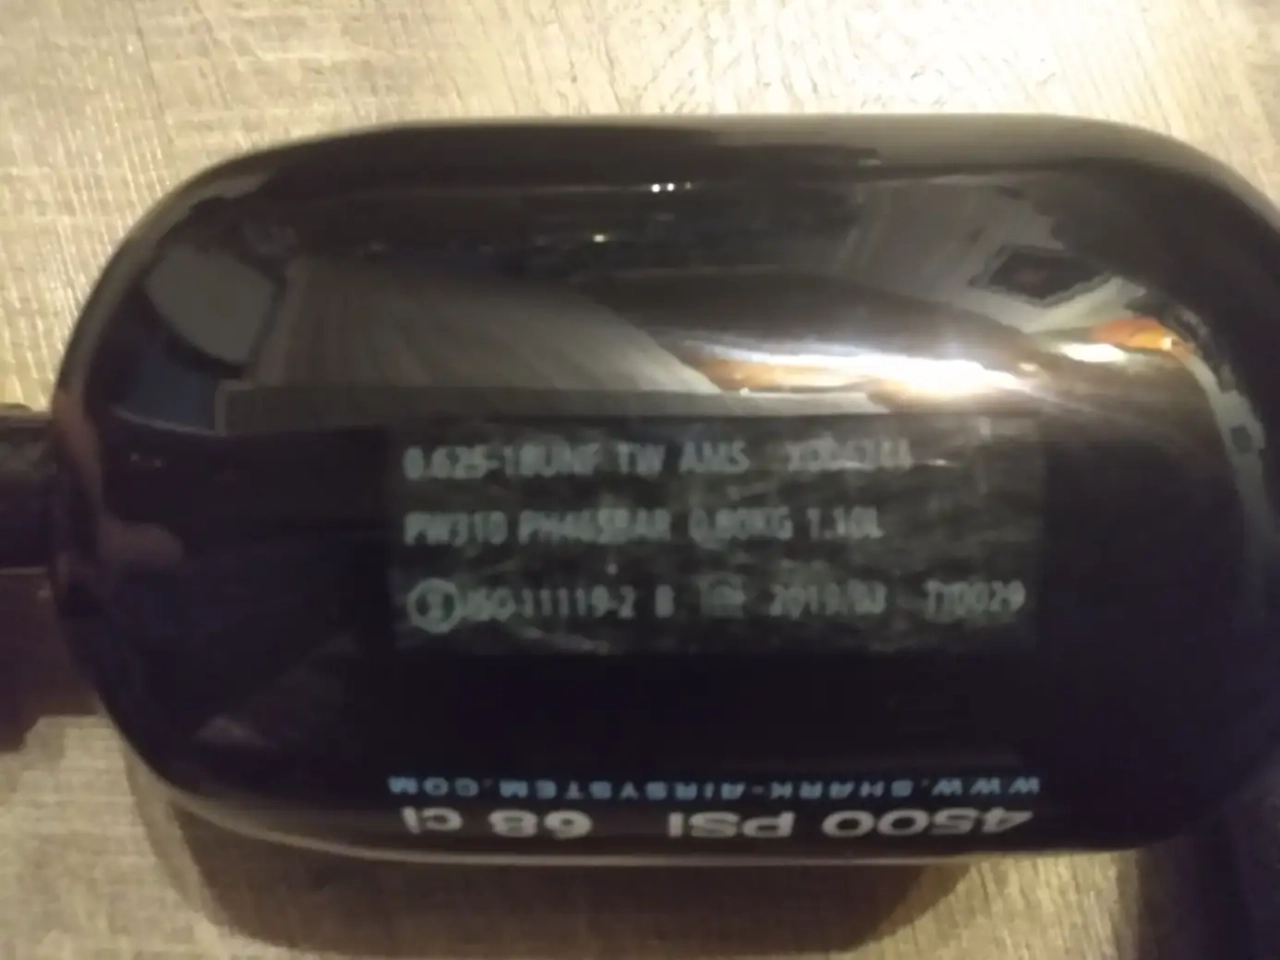 0.625-18UNF TW AMS
PW310 PH465BAR 0.80KG 1.10L
ISO-11119-2 B 2019/03 TT0029
WWW.SHARK-AIRSYSTEM.COM
4500 PSI 68 CI